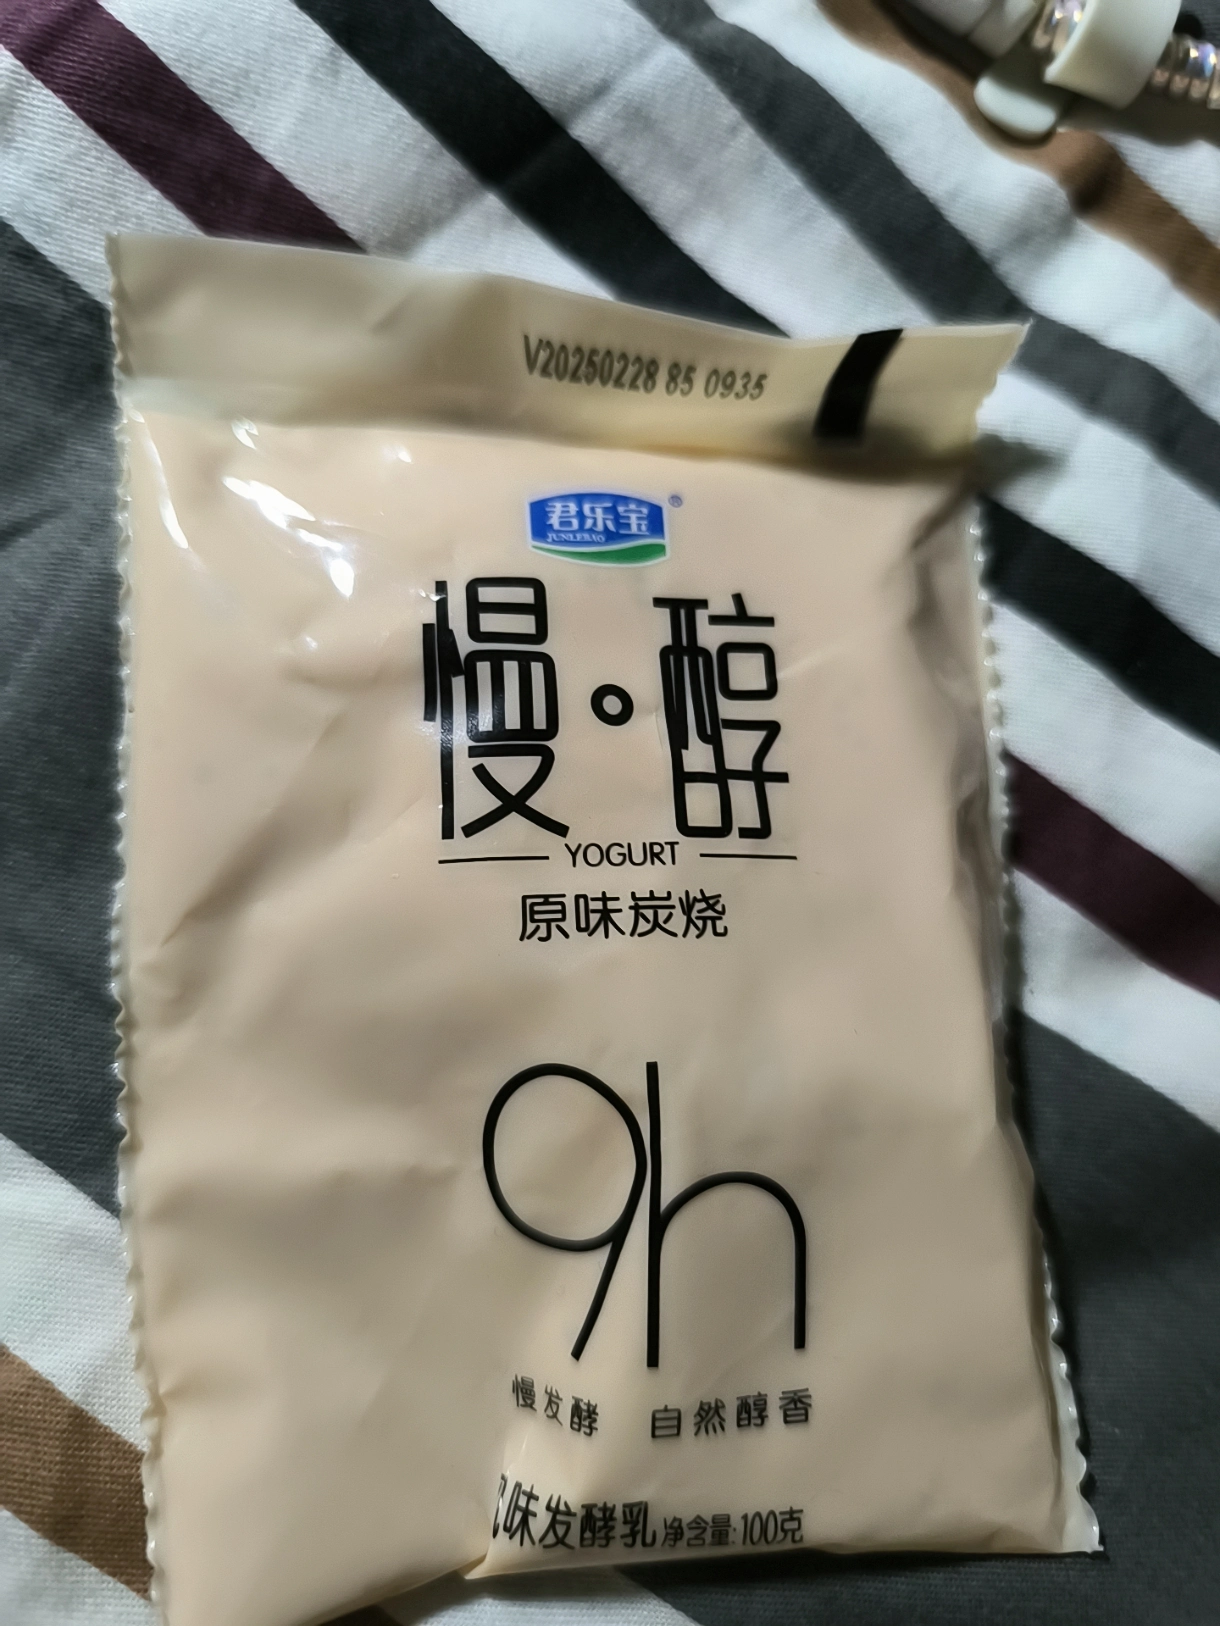 V20250228 85 0935
君乐宝®
JUNLEBAO
慢·醇
YOGURT
原味炭烧
9h
慢发酵 自然醇香
风味发酵乳 净含量:100克